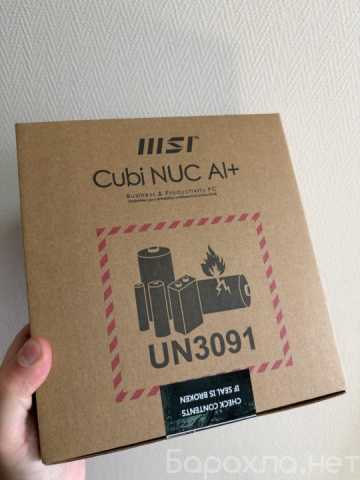 msi
Cubi NUC AI+
Business & Productivity PC
UN3091
CHECK CONTENTS
IF SEAL IS BROKEN
Барахла.нет